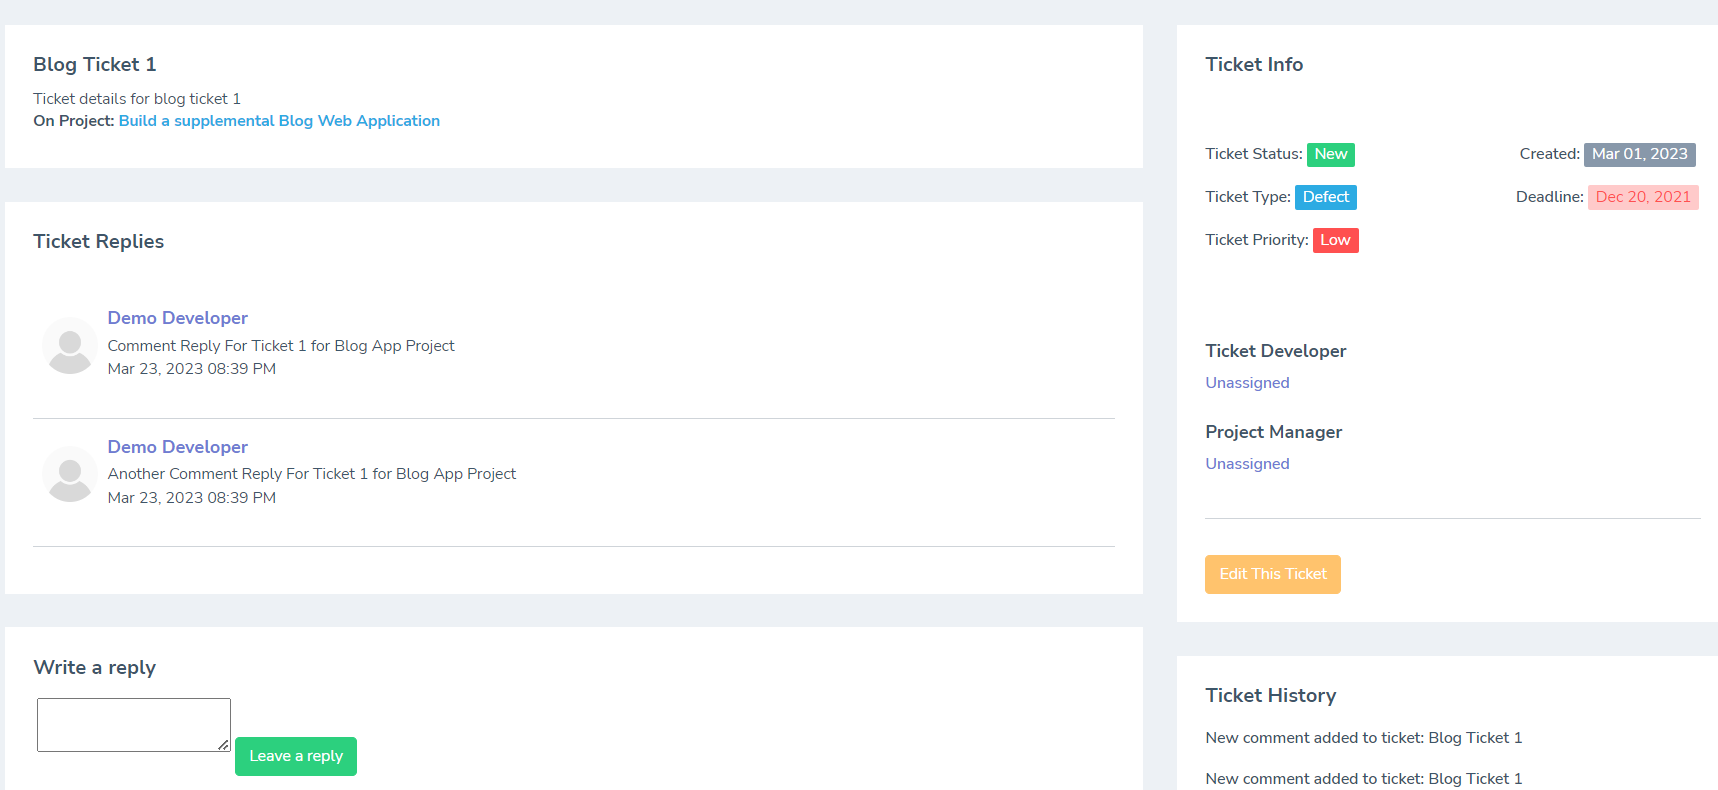 Blog Ticket 1
Ticket details for blog ticket 1
On Project: Build a supplemental Blog Web Application
Ticket Replies
Demo Developer
Comment Reply For Ticket 1 for Blog App Project
Mar 23, 2023 08:39 PM
Demo Developer
Another Comment Reply For Ticket 1 for Blog App Project
Mar 23, 2023 08:39 PM
Write a reply
Leave a reply
Ticket Info
Ticket Status: New
Created: Mar 01, 2023
Ticket Type: Defect
Deadline: Dec 20, 2021
Ticket Priority: Low
Ticket Developer
Unassigned
Project Manager
Unassigned
Edit This Ticket
Ticket History
New comment added to ticket: Blog Ticket 1
New comment added to ticket: Blog Ticket 1